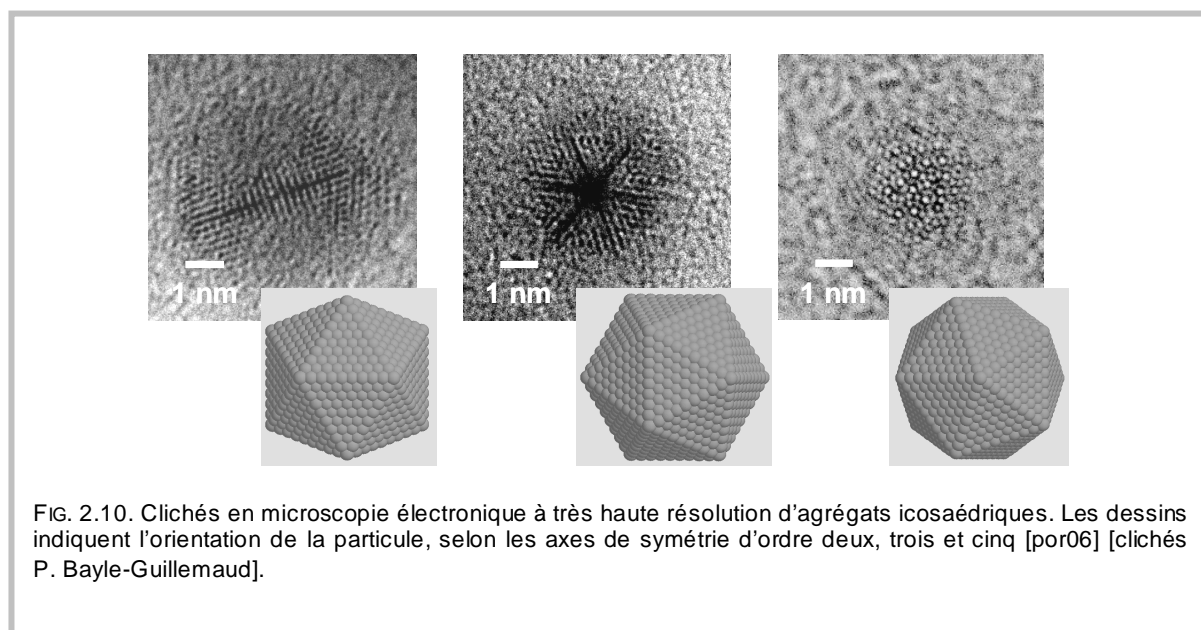 1 nm 1 nm 1 nm
FIG. 2.10. Clichés en microscopie électronique à très haute résolution d'agrégats icosaédriques. Les dessins
indiquent l'orientation de la particule, selon les axes de symétrie d'ordre deux, trois et cinq [por06] [clichés
P. Bayle-Guillemaud].